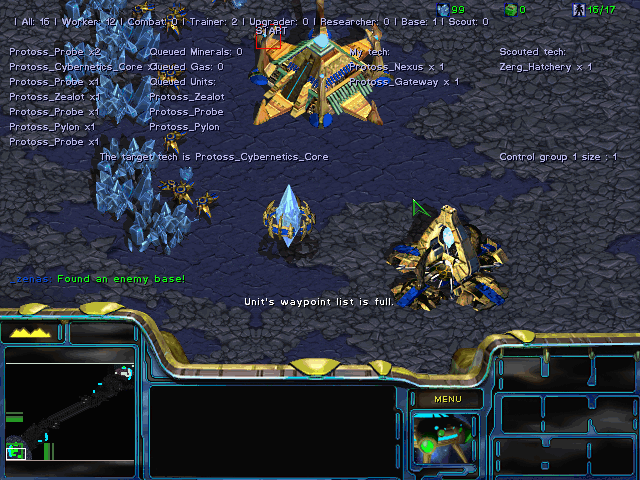 99 0 16/17
| All: 16 | Worker: 12 | Combat: 0 | Trainer: 2 | Upgrader: 0 | Researcher: 0 | Base: 1 | Scout: 0
START
Protoss_Probe x2 Queued Minerals: 0 My tech: Scouted tech:
Protoss_Cybernetics_Core Queued Gas: 0 Protoss_Nexus x 1 Zerg_Hatchery x 1
Protoss_Probe x1 Queued Units: Protoss_Gateway x 1
Protoss_Zealot x1 Protoss_Zealot
Protoss_Probe x1 Protoss_Probe
Protoss_Pylon x1 Protoss_Pylon
Protoss_Probe x1
The target tech is Protoss_Cybernetics_Core Control group 1 size : 1
_zenas Found an enemy base!
Unit's waypoint list is full.
MENU